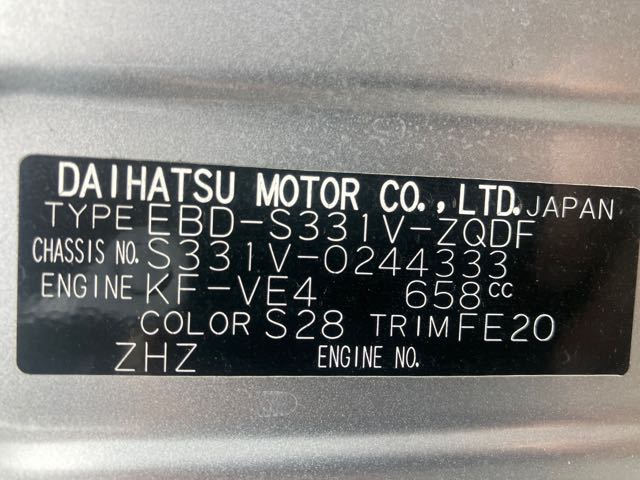 DAIHATSU MOTOR CO.,LTD. JAPAN
TYPE EBD-S331V-ZQDF
CHASSIS NO. S331V-0244333
ENGINE KF-VE4 658cc
COLOR S28 TRIM FE20
ZHZ ENGINE NO.